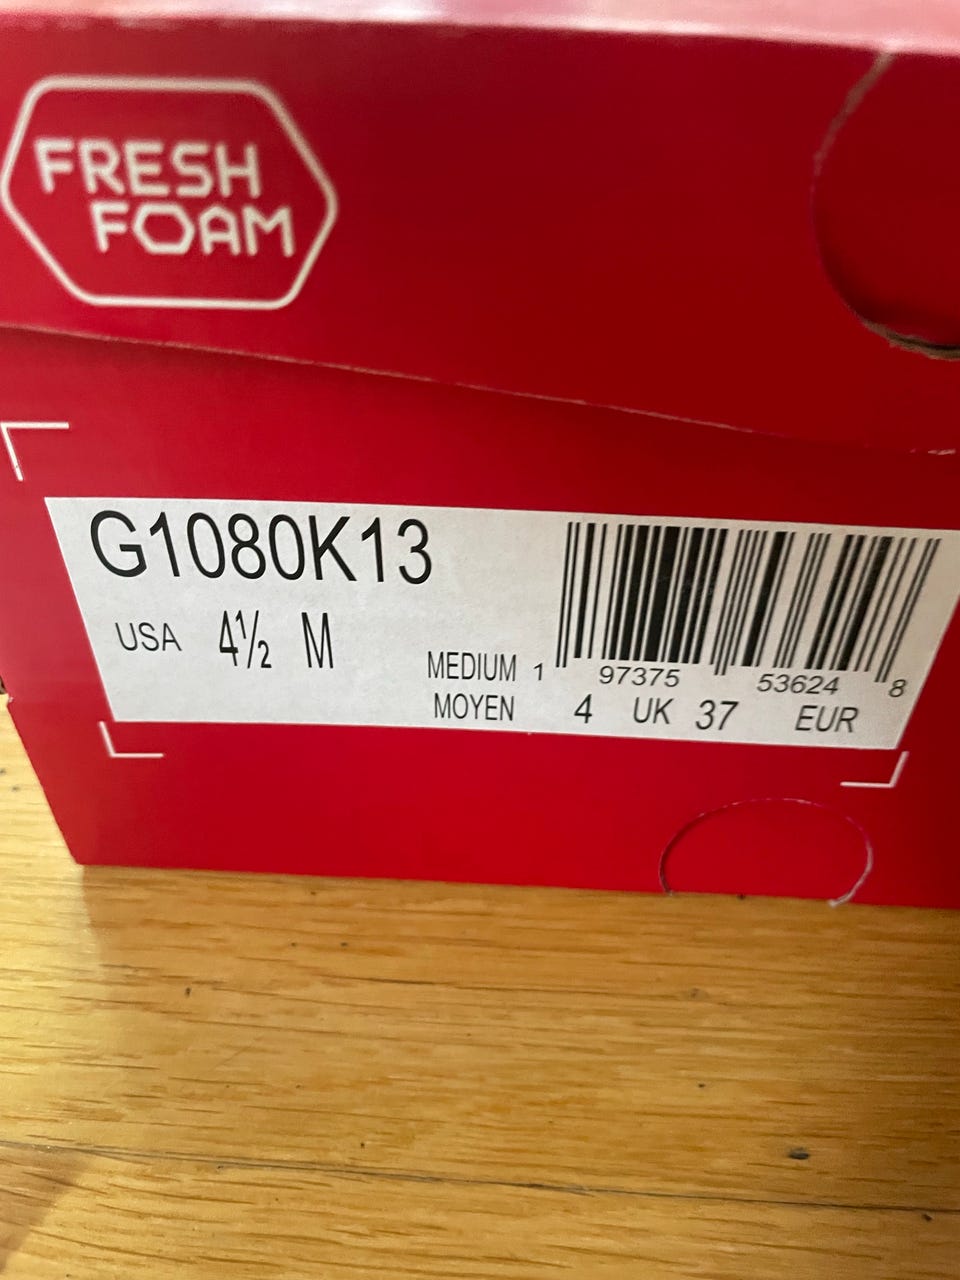 FRESH
FOAM
G1080K13
USA 4½ M
MEDIUM
MOYEN
1 97375 53624 8
4 UK 37 EUR